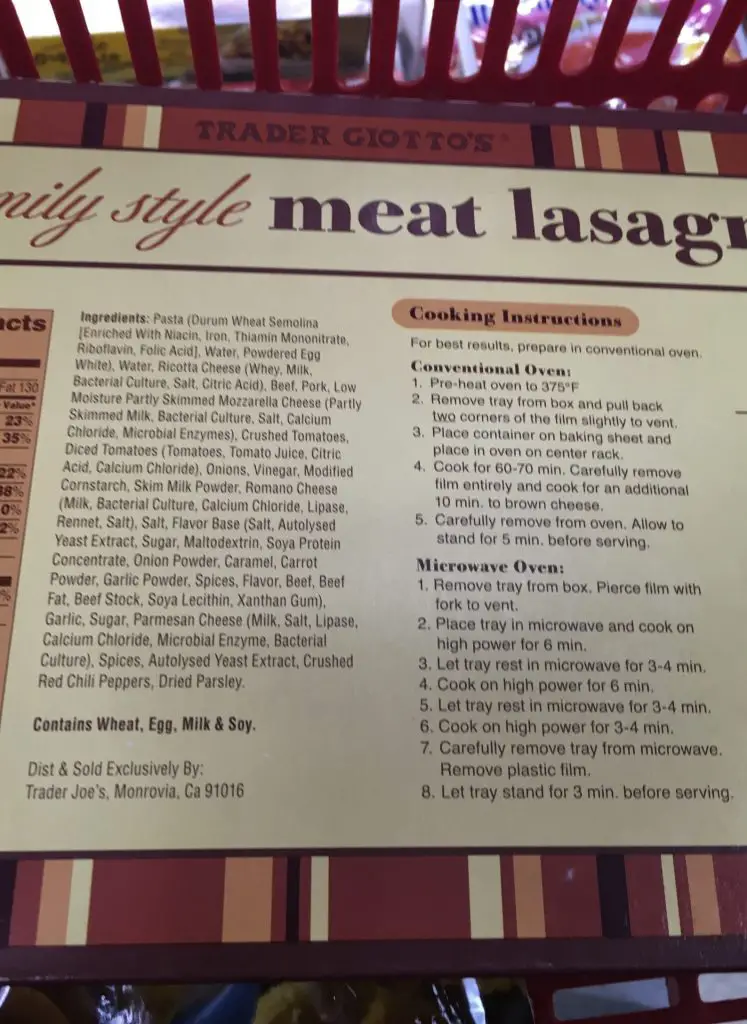 TRADER GIOTTO'S
mily style meat lasagn
acts
Fat 130
Value*
23%
35%
22%
0%
2%
%
Ingredients: Pasta (Durum Wheat Semolina
[Enriched With Niacin, Iron, Thiamin Mononitrate,
Riboflavin, Folic Acid], Water, Powdered Egg
White), Water, Ricotta Cheese (Whey, Milk,
Bacterial Culture, Salt, Citric Acid), Beef, Pork, Low
Moisture Partly Skimmed Mozzarella Cheese (Partly
Skimmed Milk, Bacterial Culture, Salt, Calcium
Chloride, Microbial Enzymes), Crushed Tomatoes,
Diced Tomatoes (Tomatoes, Tomato Juice, Citric
Acid, Calcium Chloride), Onions, Vinegar, Modified
Cornstarch, Skim Milk Powder, Romano Cheese
(Milk, Bacterial Culture, Calcium Chloride, Lipase,
Rennet, Salt), Salt, Flavor Base (Salt, Autolysed
Yeast Extract, Sugar, Maltodextrin, Soya Protein
Concentrate, Onion Powder, Caramel, Carrot
Powder, Garlic Powder, Spices, Flavor, Beef, Beef
Fat, Beef Stock, Soya Lecithin, Xanthan Gum),
Garlic, Sugar, Parmesan Cheese (Milk, Salt, Lipase,
Calcium Chloride, Microbial Enzyme, Bacterial
Culture), Spices, Autolysed Yeast Extract, Crushed
Red Chili Peppers, Dried Parsley.
Contains Wheat, Egg, Milk & Soy.
Dist & Sold Exclusively By:
Trader Joe's, Monrovia, Ca 91016
Cooking Instructions
For best results, prepare in conventional oven.
Conventional Oven:
1. Pre-heat oven to 375°F
2. Remove tray from box and pull back
two corners of the film slightly to vent.
3. Place container on baking sheet and
place in oven on center rack.
4. Cook for 60-70 min. Carefully remove
film entirely and cook for an additional
10 min. to brown cheese.
5. Carefully remove from oven. Allow to
stand for 5 min. before serving.
Microwave Oven:
1. Remove tray from box. Pierce film with
fork to vent.
2. Place tray in microwave and cook on
high power for 6 min.
3. Let tray rest in microwave for 3-4 min.
4. Cook on high power for 6 min.
5. Let tray rest in microwave for 3-4 min.
6. Cook on high power for 3-4 min.
7. Carefully remove tray from microwave.
Remove plastic film.
8. Let tray stand for 3 min. before serving.